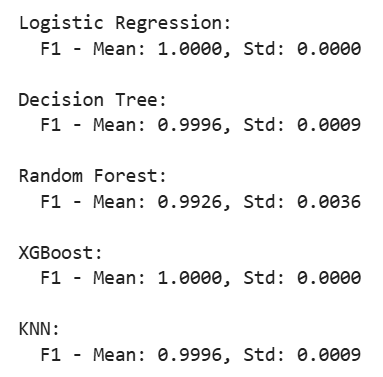 Logistic Regression:
F1 - Mean: 1.0000, Std: 0.0000
Decision Tree:
F1 - Mean: 0.9996, Std: 0.0009
Random Forest:
F1 - Mean: 0.9926, Std: 0.0036
XGBoost:
F1 - Mean: 1.0000, Std: 0.0000
KNN:
F1 - Mean: 0.9996, Std: 0.0009